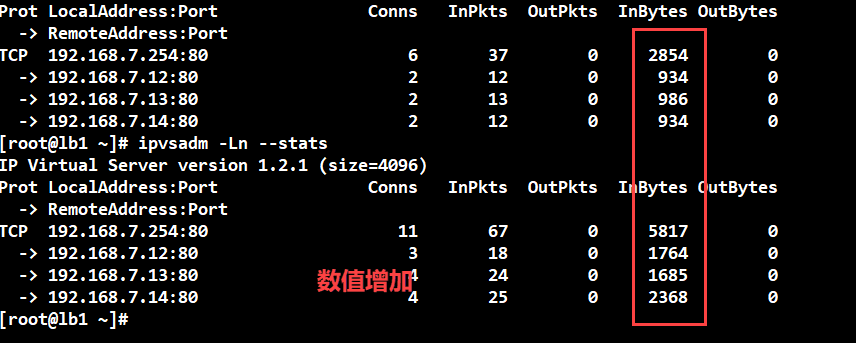 Prot LocalAddress:Port Conns InPkts OutPkts InBytes OutBytes
-> RemoteAddress:Port
TCP 192.168.7.254:80 6 37 0 2854 0
-> 192.168.7.12:80 2 12 0 934 0
-> 192.168.7.13:80 2 13 0 986 0
-> 192.168.7.14:80 2 12 0 934 0
[root@lb1 ~]# ipvsadm -Ln --stats
IP Virtual Server version 1.2.1 (size=4096)
Prot LocalAddress:Port Conns InPkts OutPkts InBytes OutBytes
-> RemoteAddress:Port
TCP 192.168.7.254:80 11 67 0 5817 0
-> 192.168.7.12:80 3 18 0 1764 0
-> 192.168.7.13:80 4 24 0 1685 0
数值增加
-> 192.168.7.14:80 4 25 0 2368 0
[root@lb1 ~]#